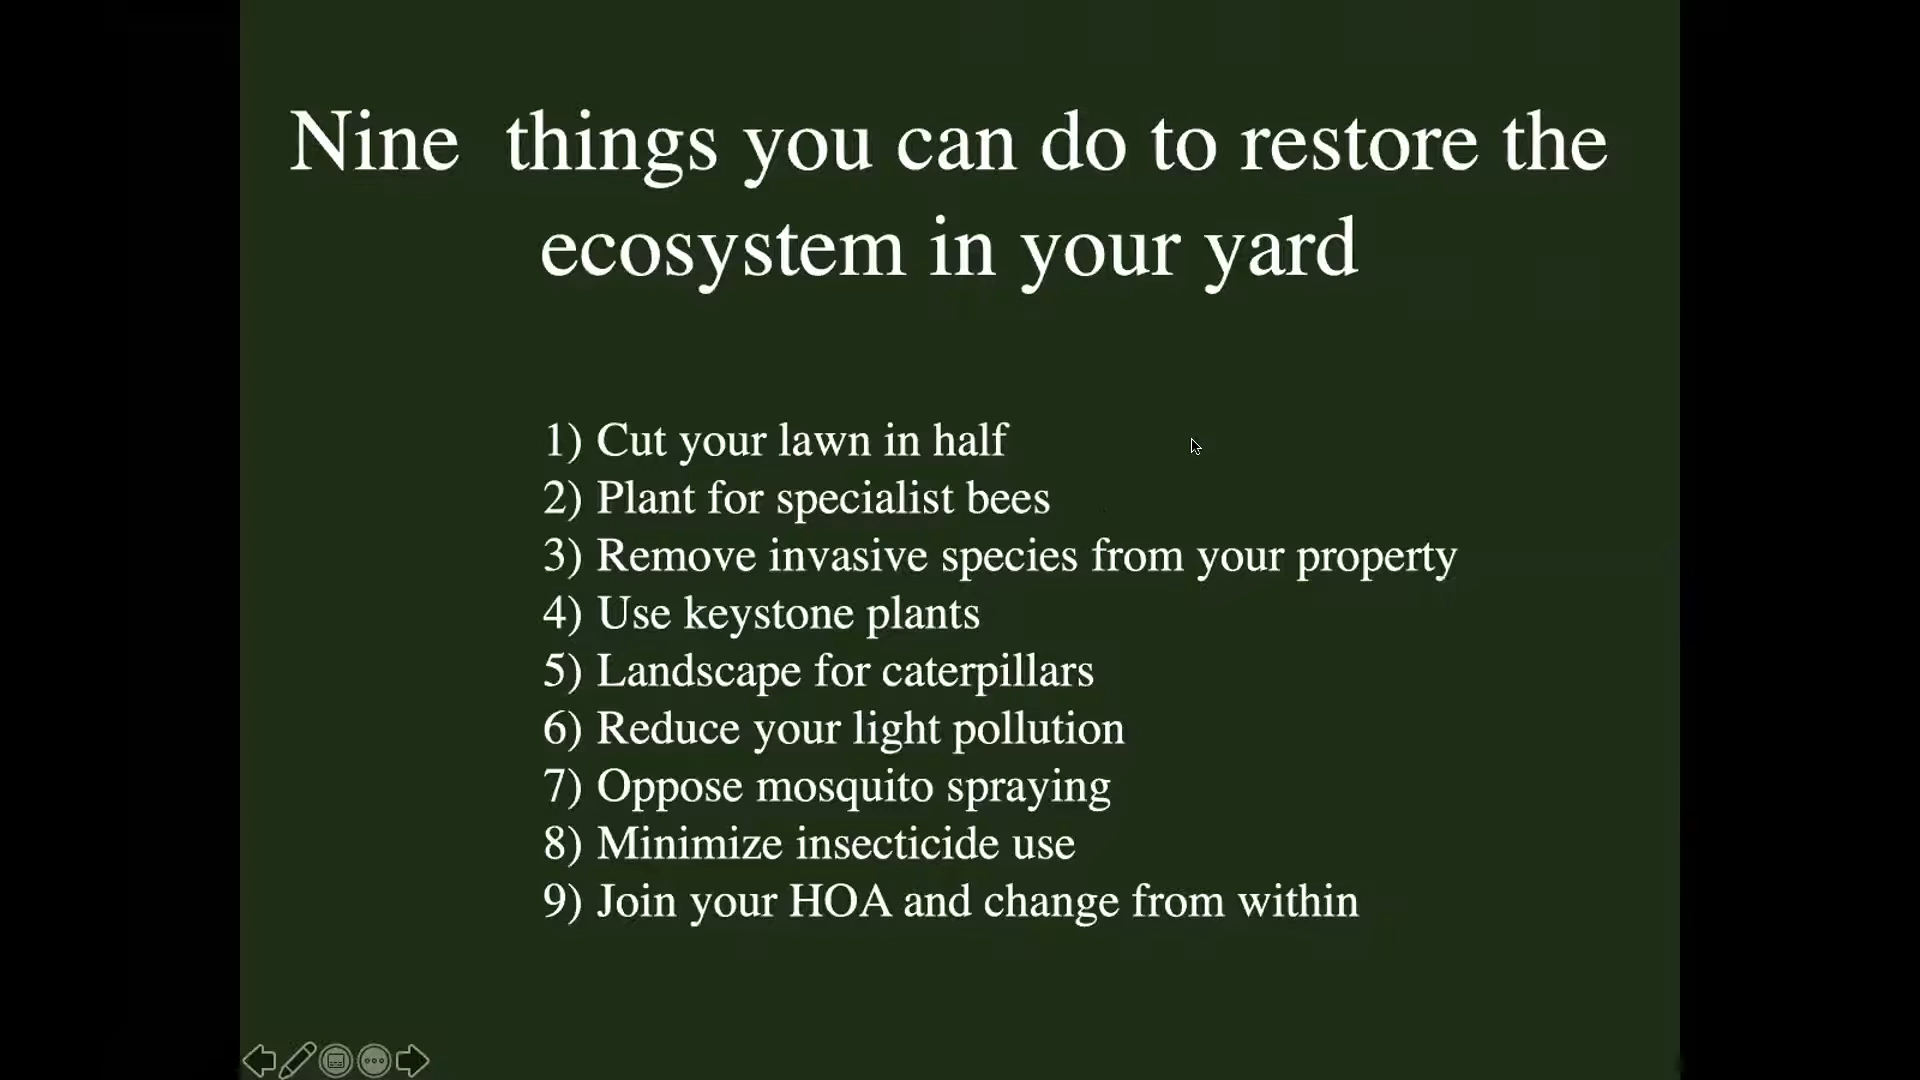 Nine  things you can do to restore the
ecosystem in your yard
1) Cut your lawn in half
2) Plant for specialist bees
3) Remove invasive species from your property
4) Use keystone plants
5) Landscape for caterpillars
6) Reduce your light pollution
7) Oppose mosquito spraying
8) Minimize insecticide use
9) Join your HOA and change from within